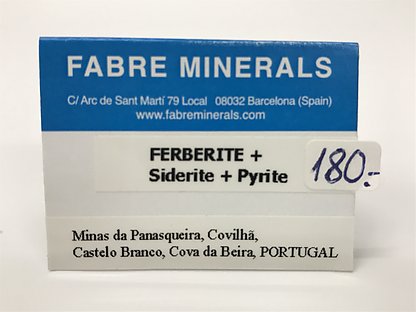 FABRE MINERALS
C/ Arc de Sant Martí 79 Local 08032 Barcelona (Spain)
www.fabreminerals.com
FERBERITE +
Siderite + Pyrite
180.-
Minas da Panasqueira, Covilhã,
Castelo Branco, Cova da Beira, PORTUGAL